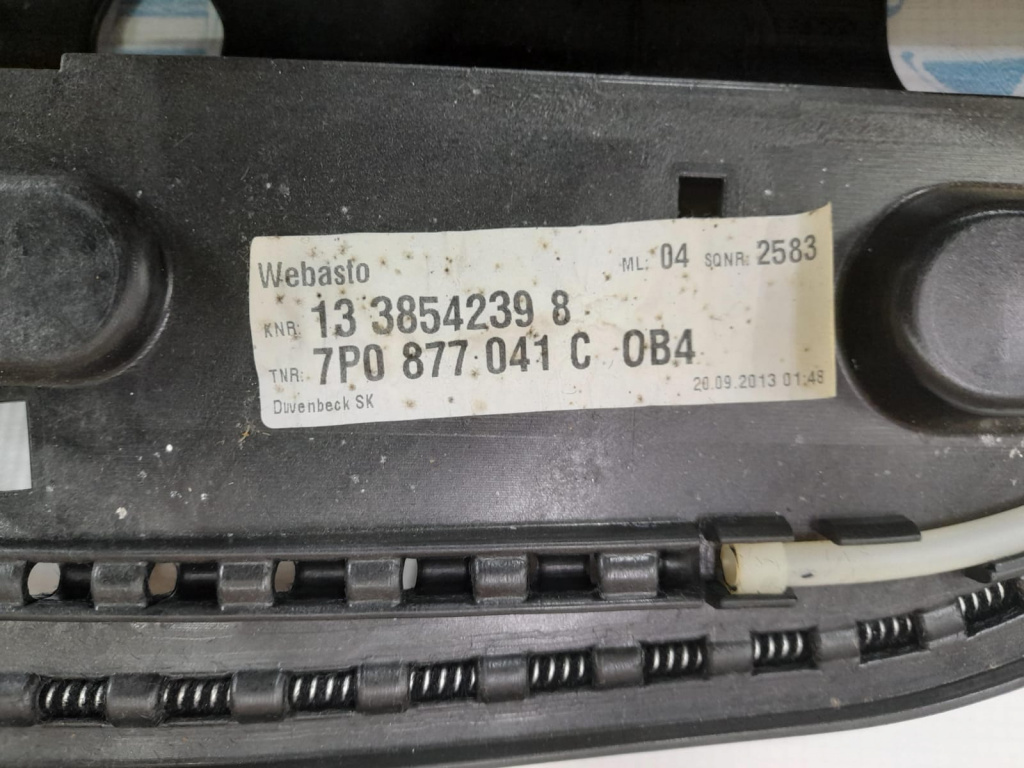 Webasto ML: 04 SQNR: 2583
KNR: 13 3854239 8
TNR: 7P0 877 041 C 0B4
Duvenbeck SK 20.09.2013 01:48